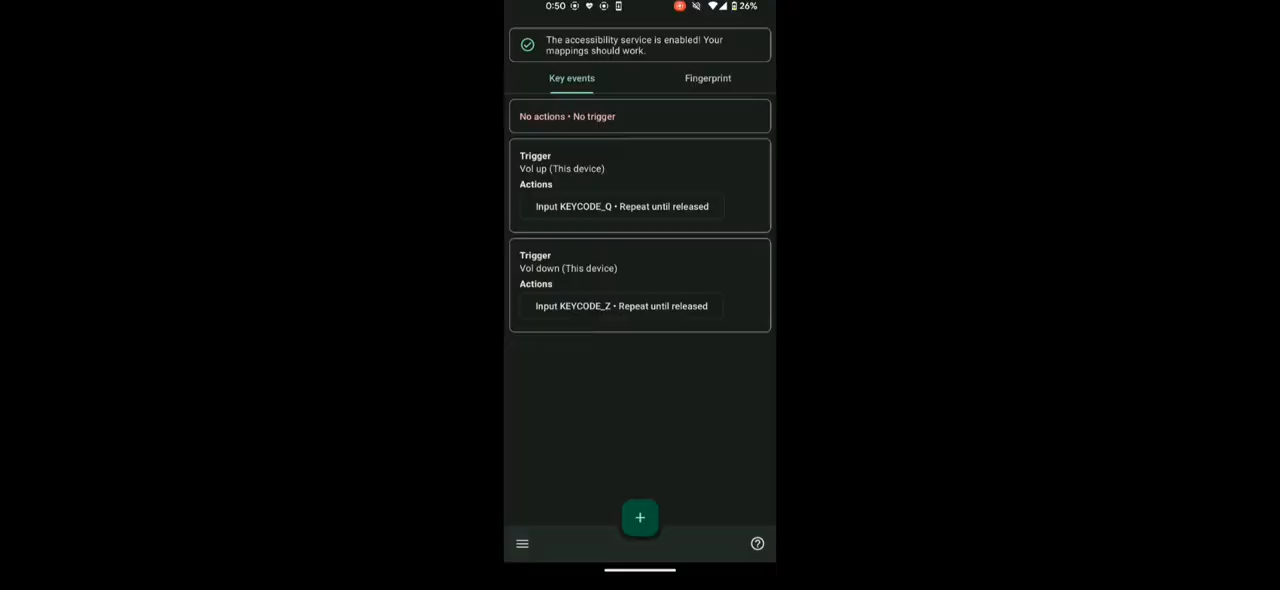 0:50 26%
The accessibility service is enabled! Your
mappings should work.
Key events Fingerprint
No actions • No trigger
Trigger
Vol up (This device)
Actions
Input KEYCODE_Q • Repeat until released
Trigger
Vol down (This device)
Actions
Input KEYCODE_Z • Repeat until released